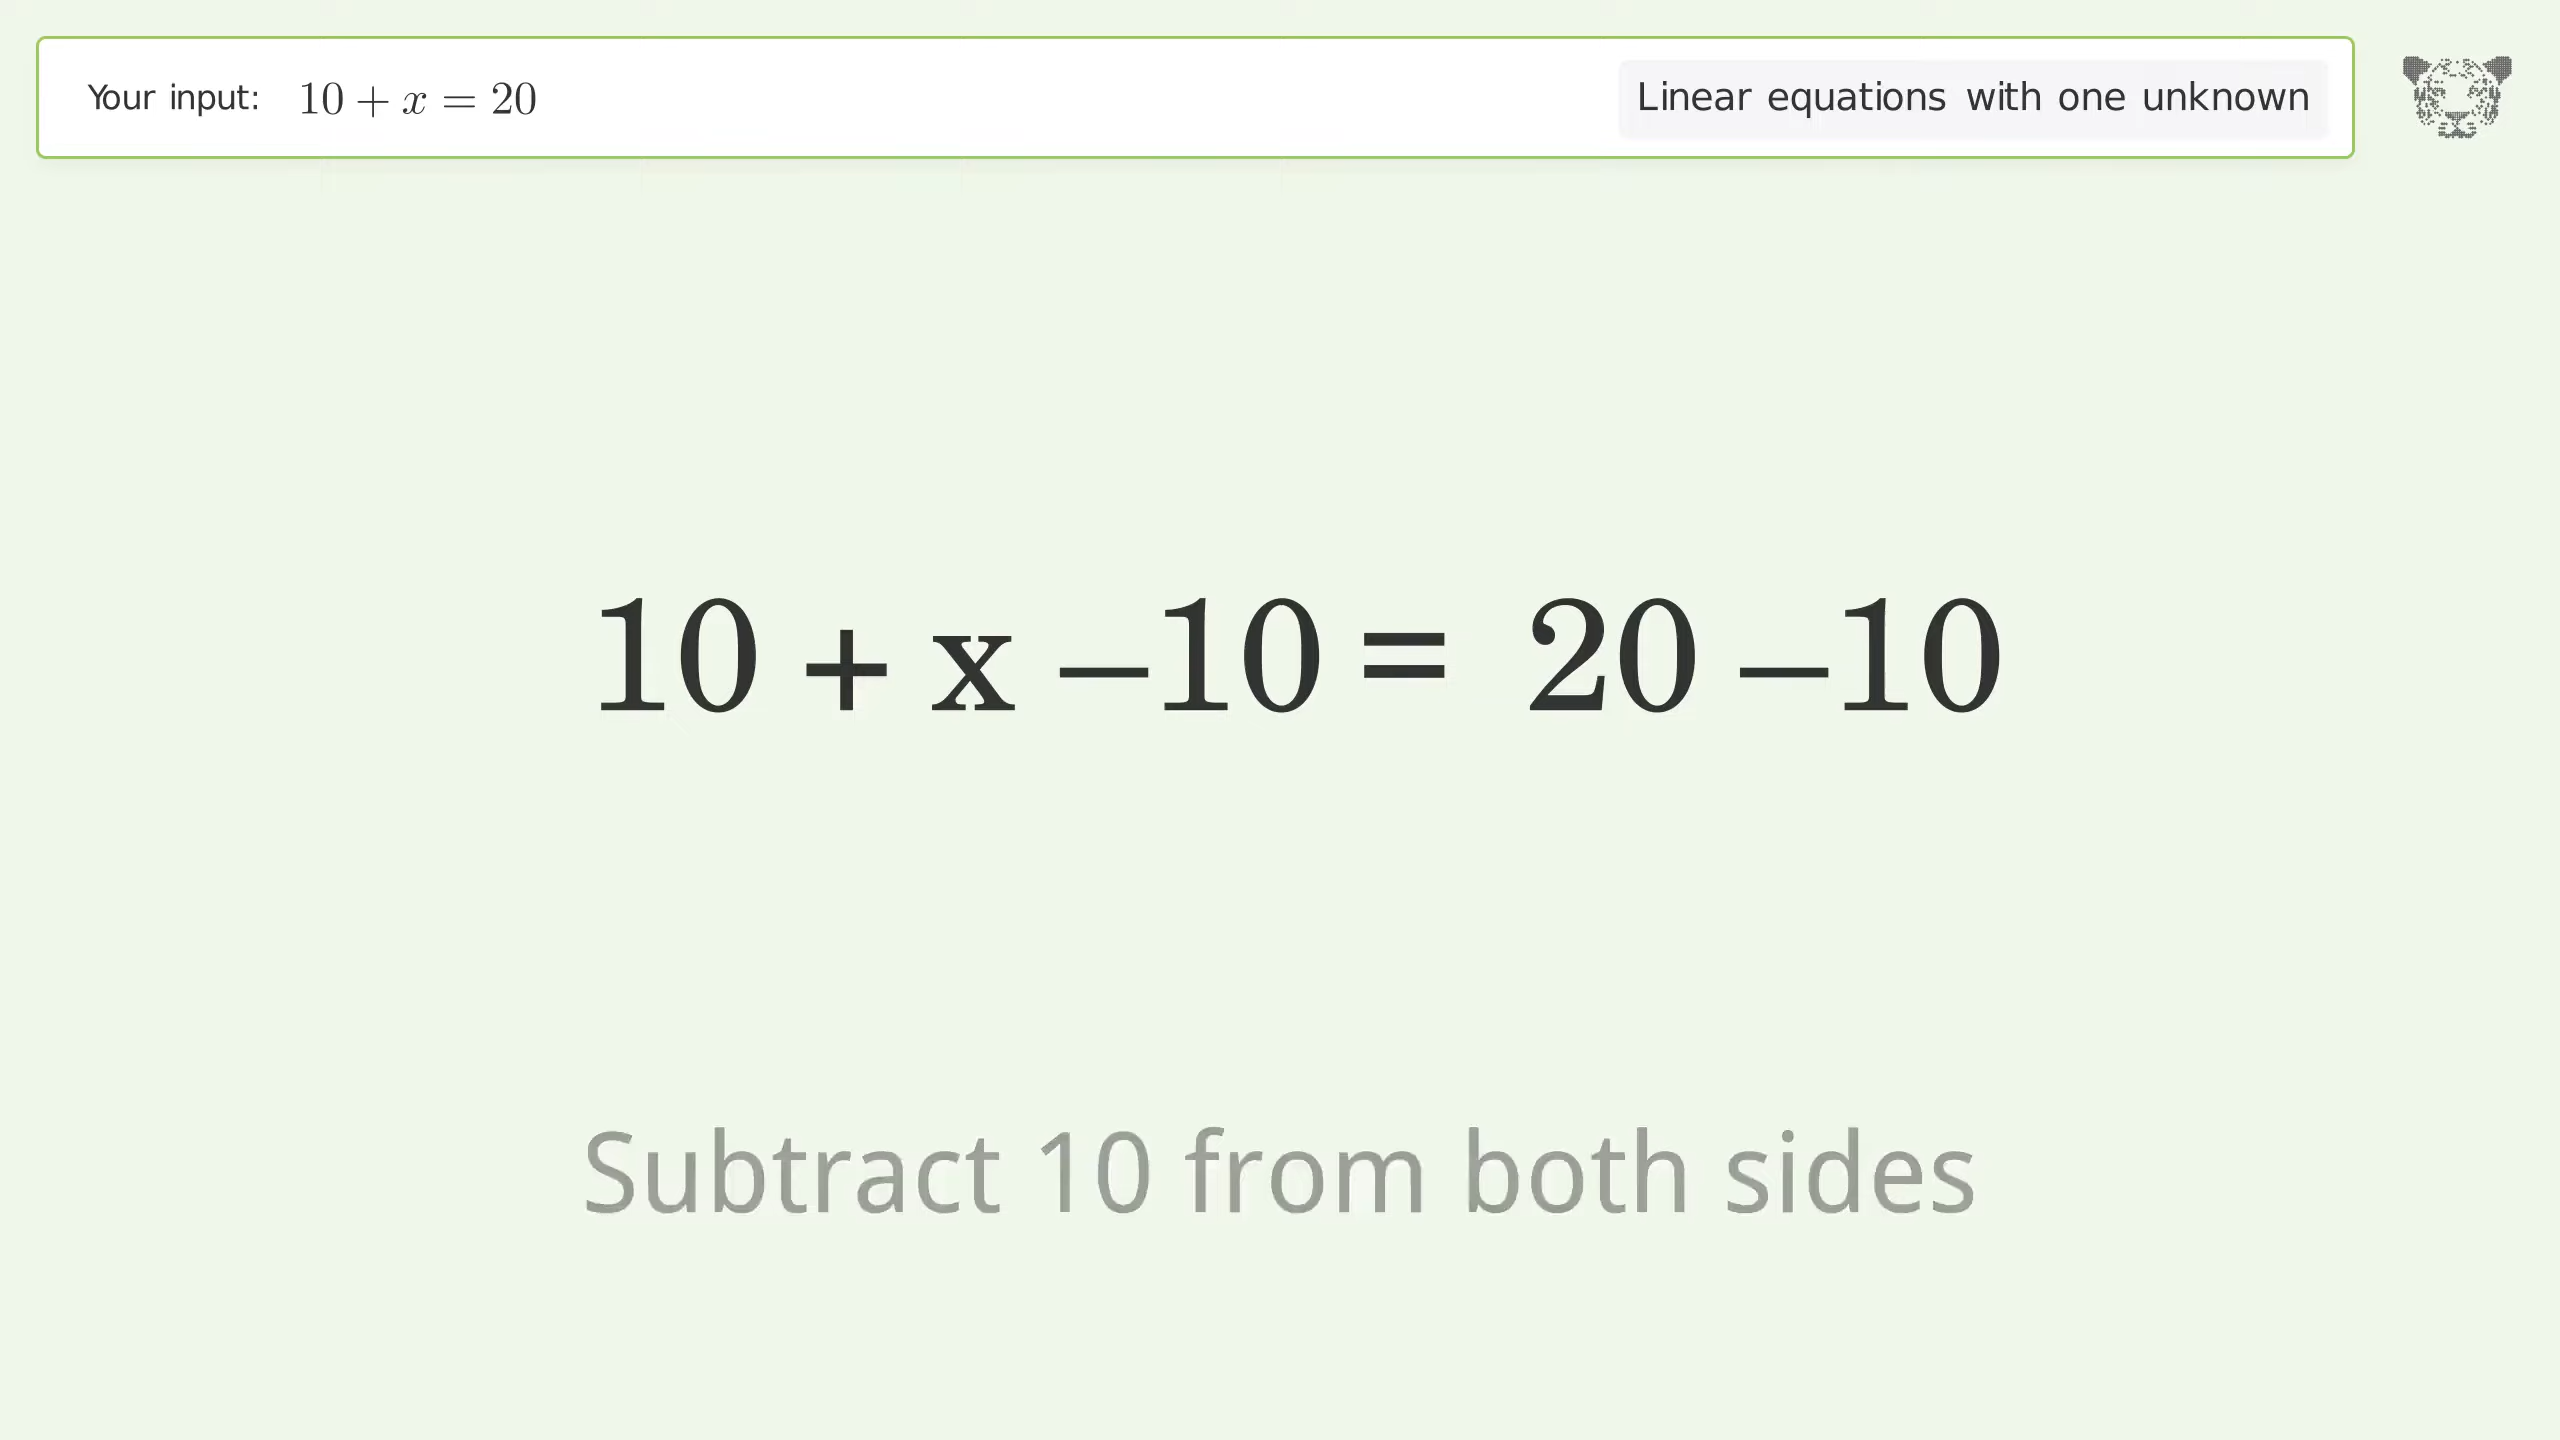 Your input: 10 + x = 20
Linear equations with one unknown
10 + x –10 = 20 –10
Subtract 10 from both sides